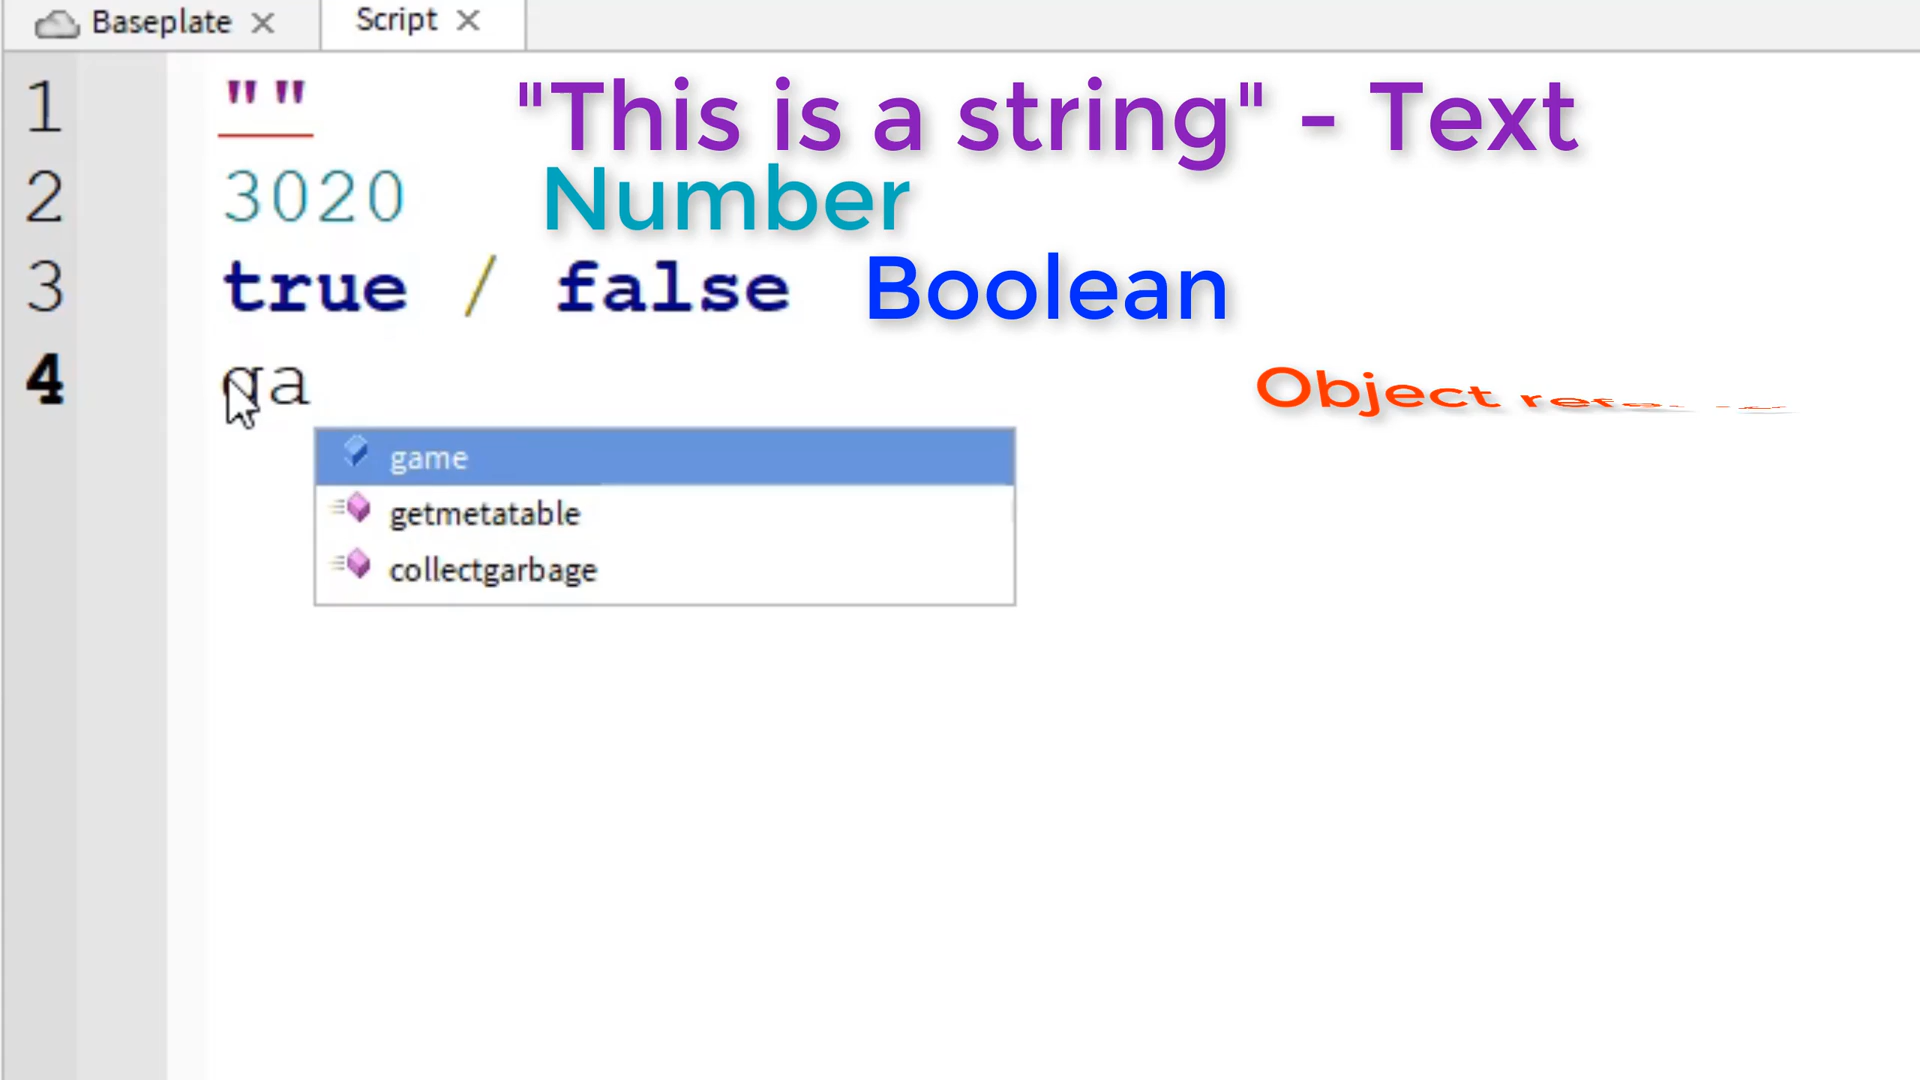 Baseplate × Script ×
1 "" "This is a string" - Text
2 3020 Number
3 true / false Boolean
4 ga Object
game
getmetatable
collectgarbage